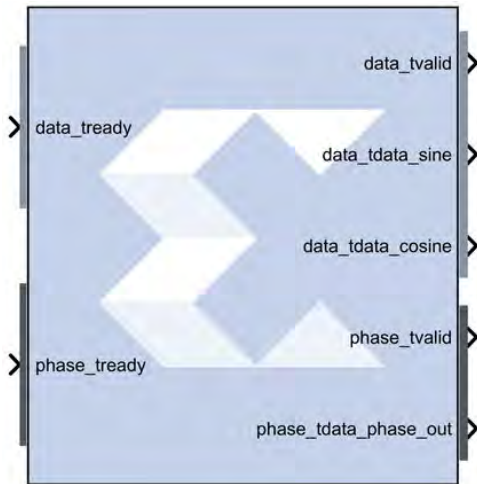 data_tvalid
data_tready
data_tdata_sine
data_tdata_cosine
phase_tvalid
phase_tready
phase_tdata_phase_out